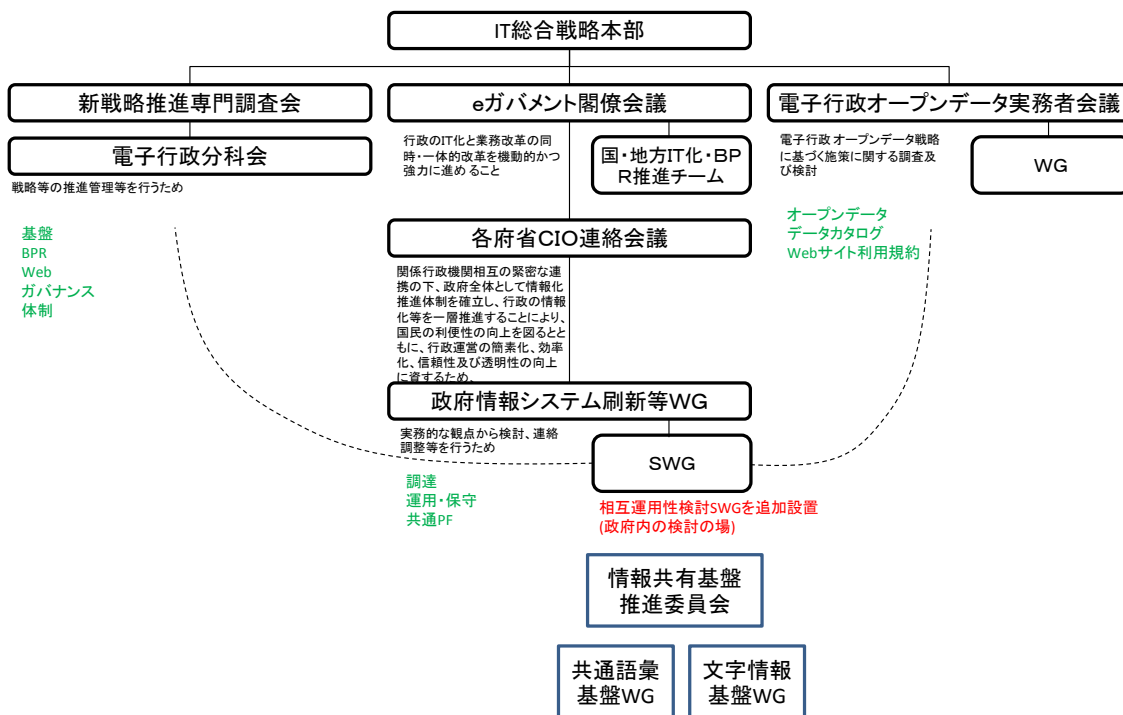 IT総合戦略本部
新戦略推進専門調査会
eガバメント閣僚会議
電子行政オープンデータ実務者会議
電子行政分科会
戦略等の推進管理等を行うため
行政のIT化と業務改革の同
時・一体的改革を機動的かつ
強力に進めること
国・地方IT化・BP
R推進チーム
電子行政オープンデータ戦略
に基づく施策に関する調査及
び検討
WG
基盤
BPR
Web
ガバナンス
体制
各府省CIO連絡会議
オープンデータ
データカタログ
Webサイト利用規約
関係行政機関相互の緊密な連
携の下、政府全体として情報化
推進体制を確立し、行政の情報
化等を一層推進することにより、
国民の利便性の向上を図るとと
もに、行政運営の簡素化、効率
化、信頼性及び透明性の向上
に資するため、
政府情報システム刷新等WG
実務的な観点から検討、連絡
調整等を行うため
SWG
調達
運用・保守
共通PF
相互運用性検討SWGを追加設置
(政府内の検討の場)
情報共有基盤
推進委員会
共通語彙
基盤WG
文字情報
基盤WG